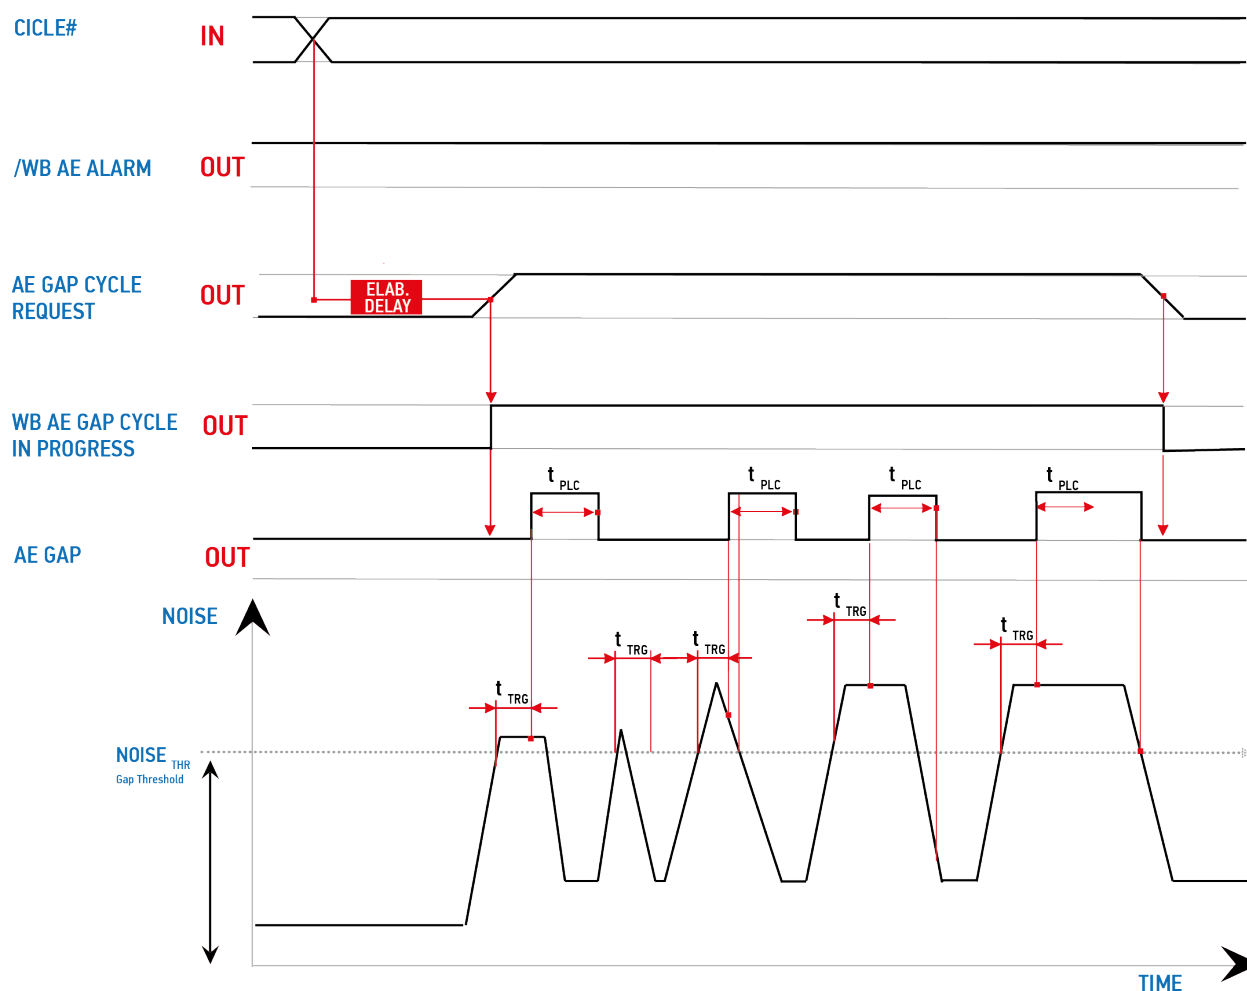 CICLE#
IN
/WB AE ALARM
OUT
AE GAP CYCLE
REQUEST
OUT
ELAB.
DELAY
WB AE GAP CYCLE
IN PROGRESS
OUT
t PLC
t PLC
t PLC
t PLC
AE GAP
OUT
NOISE
t TRG
t TRG
t TRG
t TRG
t TRG
NOISE THR
Gap Threshold
TIME